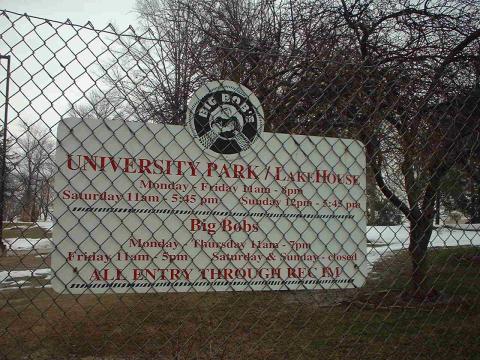 BIG BOB'S
UNIVERSITY PARK / LAKEHOUSE
Monday - Friday 11am - 8pm
Saturday 11am - 5:45 pm Sunday 12pm - 5:45 pm
Big Bobs
Monday - Thursday 11am - 7pm
Friday 11am - 5pm Saturday & Sunday - closed
ALL ENTRY THROUGH REC IM